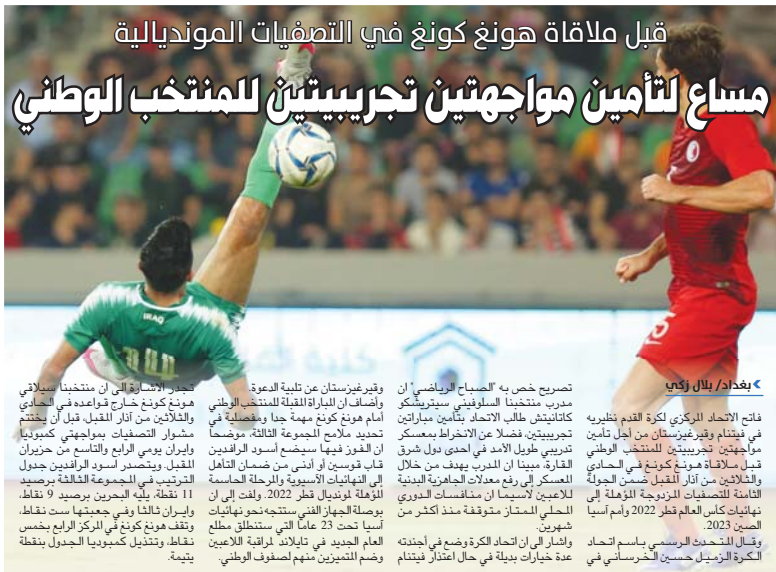 قبل ملاقاة هونغ كونغ في التصفيات المونديالية
مساع لتأمين مواجهتين تجريبيتين للمنتخب الوطني
بغداد/ بلال زكي
فاتح الاتحاد المركزي لكرة القدم نظيريه
في فيتنام وقيرغيزستان من أجل تأمين
مواجهتين تجريبيتين للمنتخب الوطني
قبل ملاقاة هونغ كونغ في الحادي
والثلاثين من آذار المقبل ضمن الجولة
الثامنة للتصفيات المزدوجة المؤهلة إلى
نهائيات كأس العالم قطر 2022 وأمم آسيا
الصين 2023.
وقال المتحدث الرسمي باسم اتحاد
الكرة الزميل حسين الخرساني في
تصريح خص به "الصباح الرياضي" ان
مدرب منتخبنا السلوفيني سيتريشكو
كاتانيتش طالب الاتحاد بتأمين مباراتين
تجريبيتين، فضلا عن الانخراط بمعسكر
تدريبي طويل الأمد في احدى دول شرق
القارة، مبينا ان المدرب يهدف من خلال
المعسكر إلى رفع معدلات الجاهزية البدنية
للاعبين لاسيما ان منافسات الدوري
المحلي الممتاز متوقفة منذ أكثر من
شهرين.
واشار الى ان اتحاد الكرة وضع في أجندته
عدة خيارات بديلة في حال اعتذار فيتنام
وقيرغيزستان عن تلبية الدعوة.
وأضاف ان المباراة المقبلة للمنتخب الوطني
أمام هونغ كونغ مهمة جدا ومفصلية في
تحديد ملامح المجموعة الثالثة، موضحاً
ان الفوز فيها سيضع أسود الرافدين
قاب قوسين أو أدنى من ضمان التأهل
إلى النهائيات الآسيوية والمرحلة الحاسمة
المؤهلة لمونديال قطر 2022. ولفت إلى ان
بوصلة الجهاز الفني ستتجه نحو نهائيات
آسيا تحت 23 عاما التي ستنطلق مطلع
العام الجديد في تايلاند لمراقبة اللاعبين
وضم المتميزين منهم لصفوف الوطني.
تجدر الاشارة الى ان منتخبنا سيلاقي
هونغ كونغ خارج قواعده في الحادي
والثلاثين من آذار المقبل، قبل أن يختتم
مشوار التصفيات بمواجهتي كمبوديا
وايران يومي الرابع والتاسع من حزيران
المقبل. ويتصدر أسود الرافدين جدول
الترتيب في المجموعة الثالثة برصيد
11 نقطة، يليه البحرين برصيد 9 نقاط،
وايران ثالثا وفي جعبتها ست نقاط،
وتقف هونغ كونغ في المركز الرابع بخمس
نقاط، وتتذيل كمبوديا الجدول بنقطة
يتيمة.
IRAQ
5